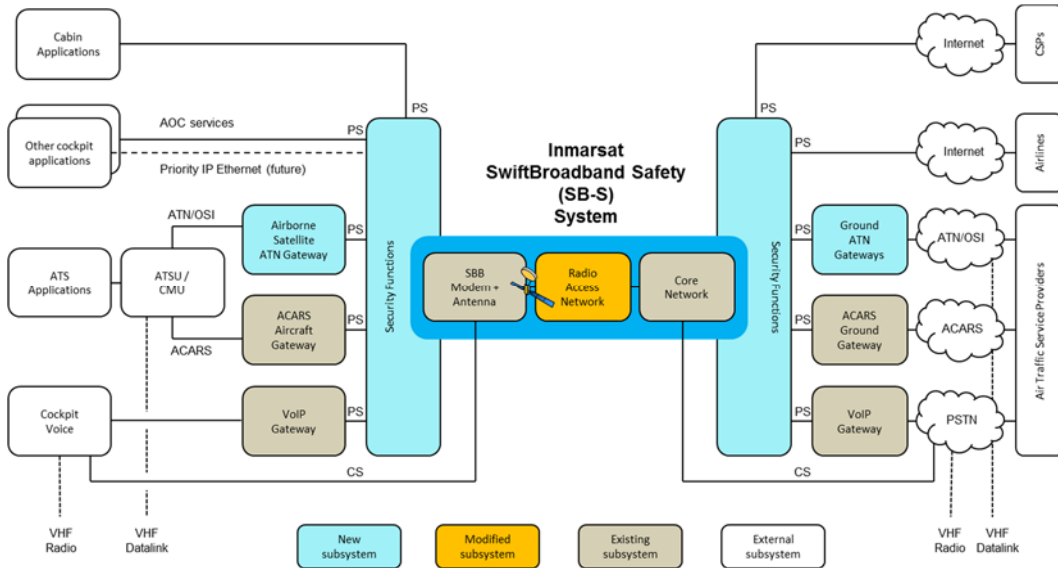 Cabin
Applications
PS
AOC services
PS
Other cockpit
applications
Priority IP Ethernet (future)
ATN/OSI
Airborne
Satellite
ATN Gateway
PS
ATS
Applications
ATSU /
CMU
ACARS
Aircraft
Gateway
PS
ACARS
Cockpit
Voice
VoIP
Gateway
PS
CS
VHF
Radio
VHF
Datalink
Security Functions
Inmarsat
SwiftBroadband Safety
(SB-S)
System
SBB
Modem +
Antenna
Radio
Access
Network
Core
Network
Security Functions
PS
Internet
CSPs
PS
Internet
Airlines
PS
Ground
ATN
Gateways
ATN/OSI
PS
ACARS
Ground
Gateway
ACARS
PS
VoIP
Gateway
PSTN
Air Traffic Service Providers
CS
VHF
Radio
VHF
Datalink
New
subsystem
Modified
subsystem
Existing
subsystem
External
subsystem